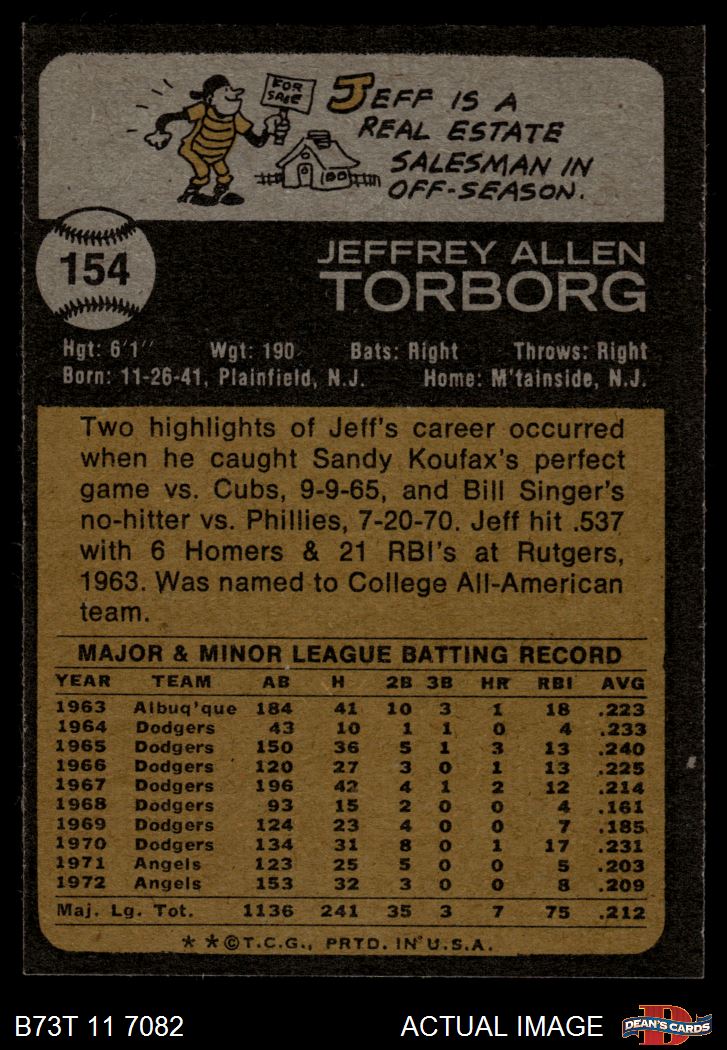 FOR
SALE
JEFF IS A
REAL ESTATE
SALESMAN IN
OFF-SEASON.
154
JEFFREY ALLEN
TORBORG
Hgt: 6'1" Wgt: 190 Bats: Right Throws: Right
Born: 11-26-41, Plainfield, N.J. Home: M'tainside, N.J.
Two highlights of Jeff's career occurred
when he caught Sandy Koufax's perfect
game vs. Cubs, 9-9-65, and Bill Singer's
no-hitter vs. Phillies, 7-20-70. Jeff hit .537
with 6 Homers & 21 RBI's at Rutgers,
1963. Was named to College All-American
team.
MAJOR & MINOR LEAGUE BATTING RECORD
YEAR TEAM AB H 2B 3B HR RBI AVG
1963 Albuq'que 184 41 10 3 1 18 .223
1964 Dodgers 43 10 1 1 0 4 .233
1965 Dodgers 150 36 5 1 3 13 .240
1966 Dodgers 120 27 3 0 1 13 .225
1967 Dodgers 196 42 4 1 2 12 .214
1968 Dodgers 93 15 2 0 0 4 .161
1969 Dodgers 124 23 4 0 0 7 .185
1970 Dodgers 134 31 8 0 1 17 .231
1971 Angels 123 25 5 0 0 5 .203
1972 Angels 153 32 3 0 0 8 .209
Maj. Lg. Tot. 1136 241 35 3 7 75 .212
* * © T.C.G., PRTD. IN U.S.A.
B73T 11 7082 ACTUAL IMAGE
D
DEAN'S CARDS